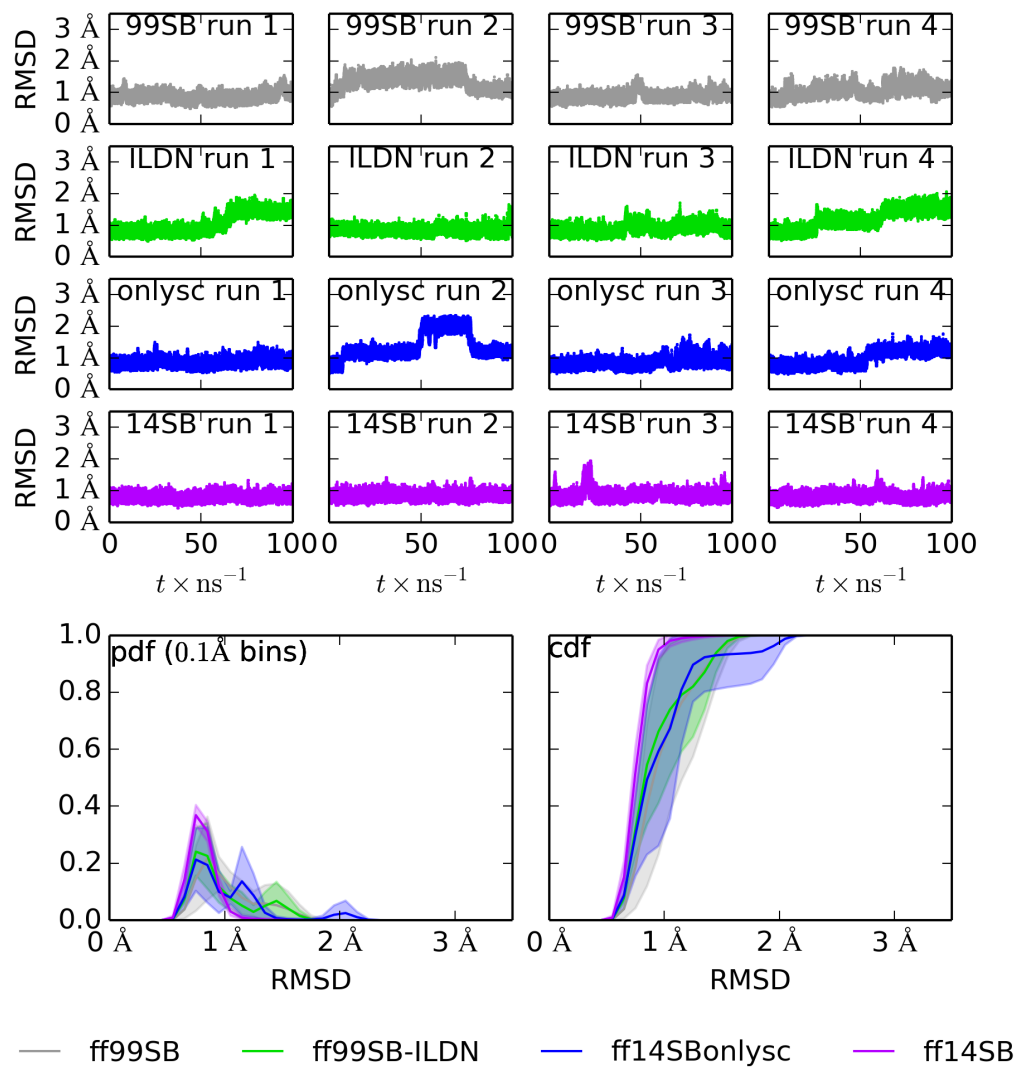 99SB run 1 99SB run 2 99SB run 3 99SB run 4
RMSD
3 Å
2 Å
1 Å
0 Å
ILDN run 1 ILDN run 2 ILDN run 3 ILDN run 4
RMSD
3 Å
2 Å
1 Å
0 Å
onlysc run 1 onlysc run 2 onlysc run 3 onlysc run 4
RMSD
3 Å
2 Å
1 Å
0 Å
14SB run 1 14SB run 2 14SB run 3 14SB run 4
RMSD
3 Å
2 Å
1 Å
0 Å
0 50 100 0 50 100 0 50 100 0 50 100
t × ns⁻¹ t × ns⁻¹ t × ns⁻¹ t × ns⁻¹
pdf (0.1Å bins)
1.0
0.8
0.6
0.4
0.2
0.0
0 Å 1 Å 2 Å 3 Å
RMSD
cdf
0 Å 1 Å 2 Å 3 Å
RMSD
ff99SB ff99SB-ILDN ff14SBonlysc ff14SB